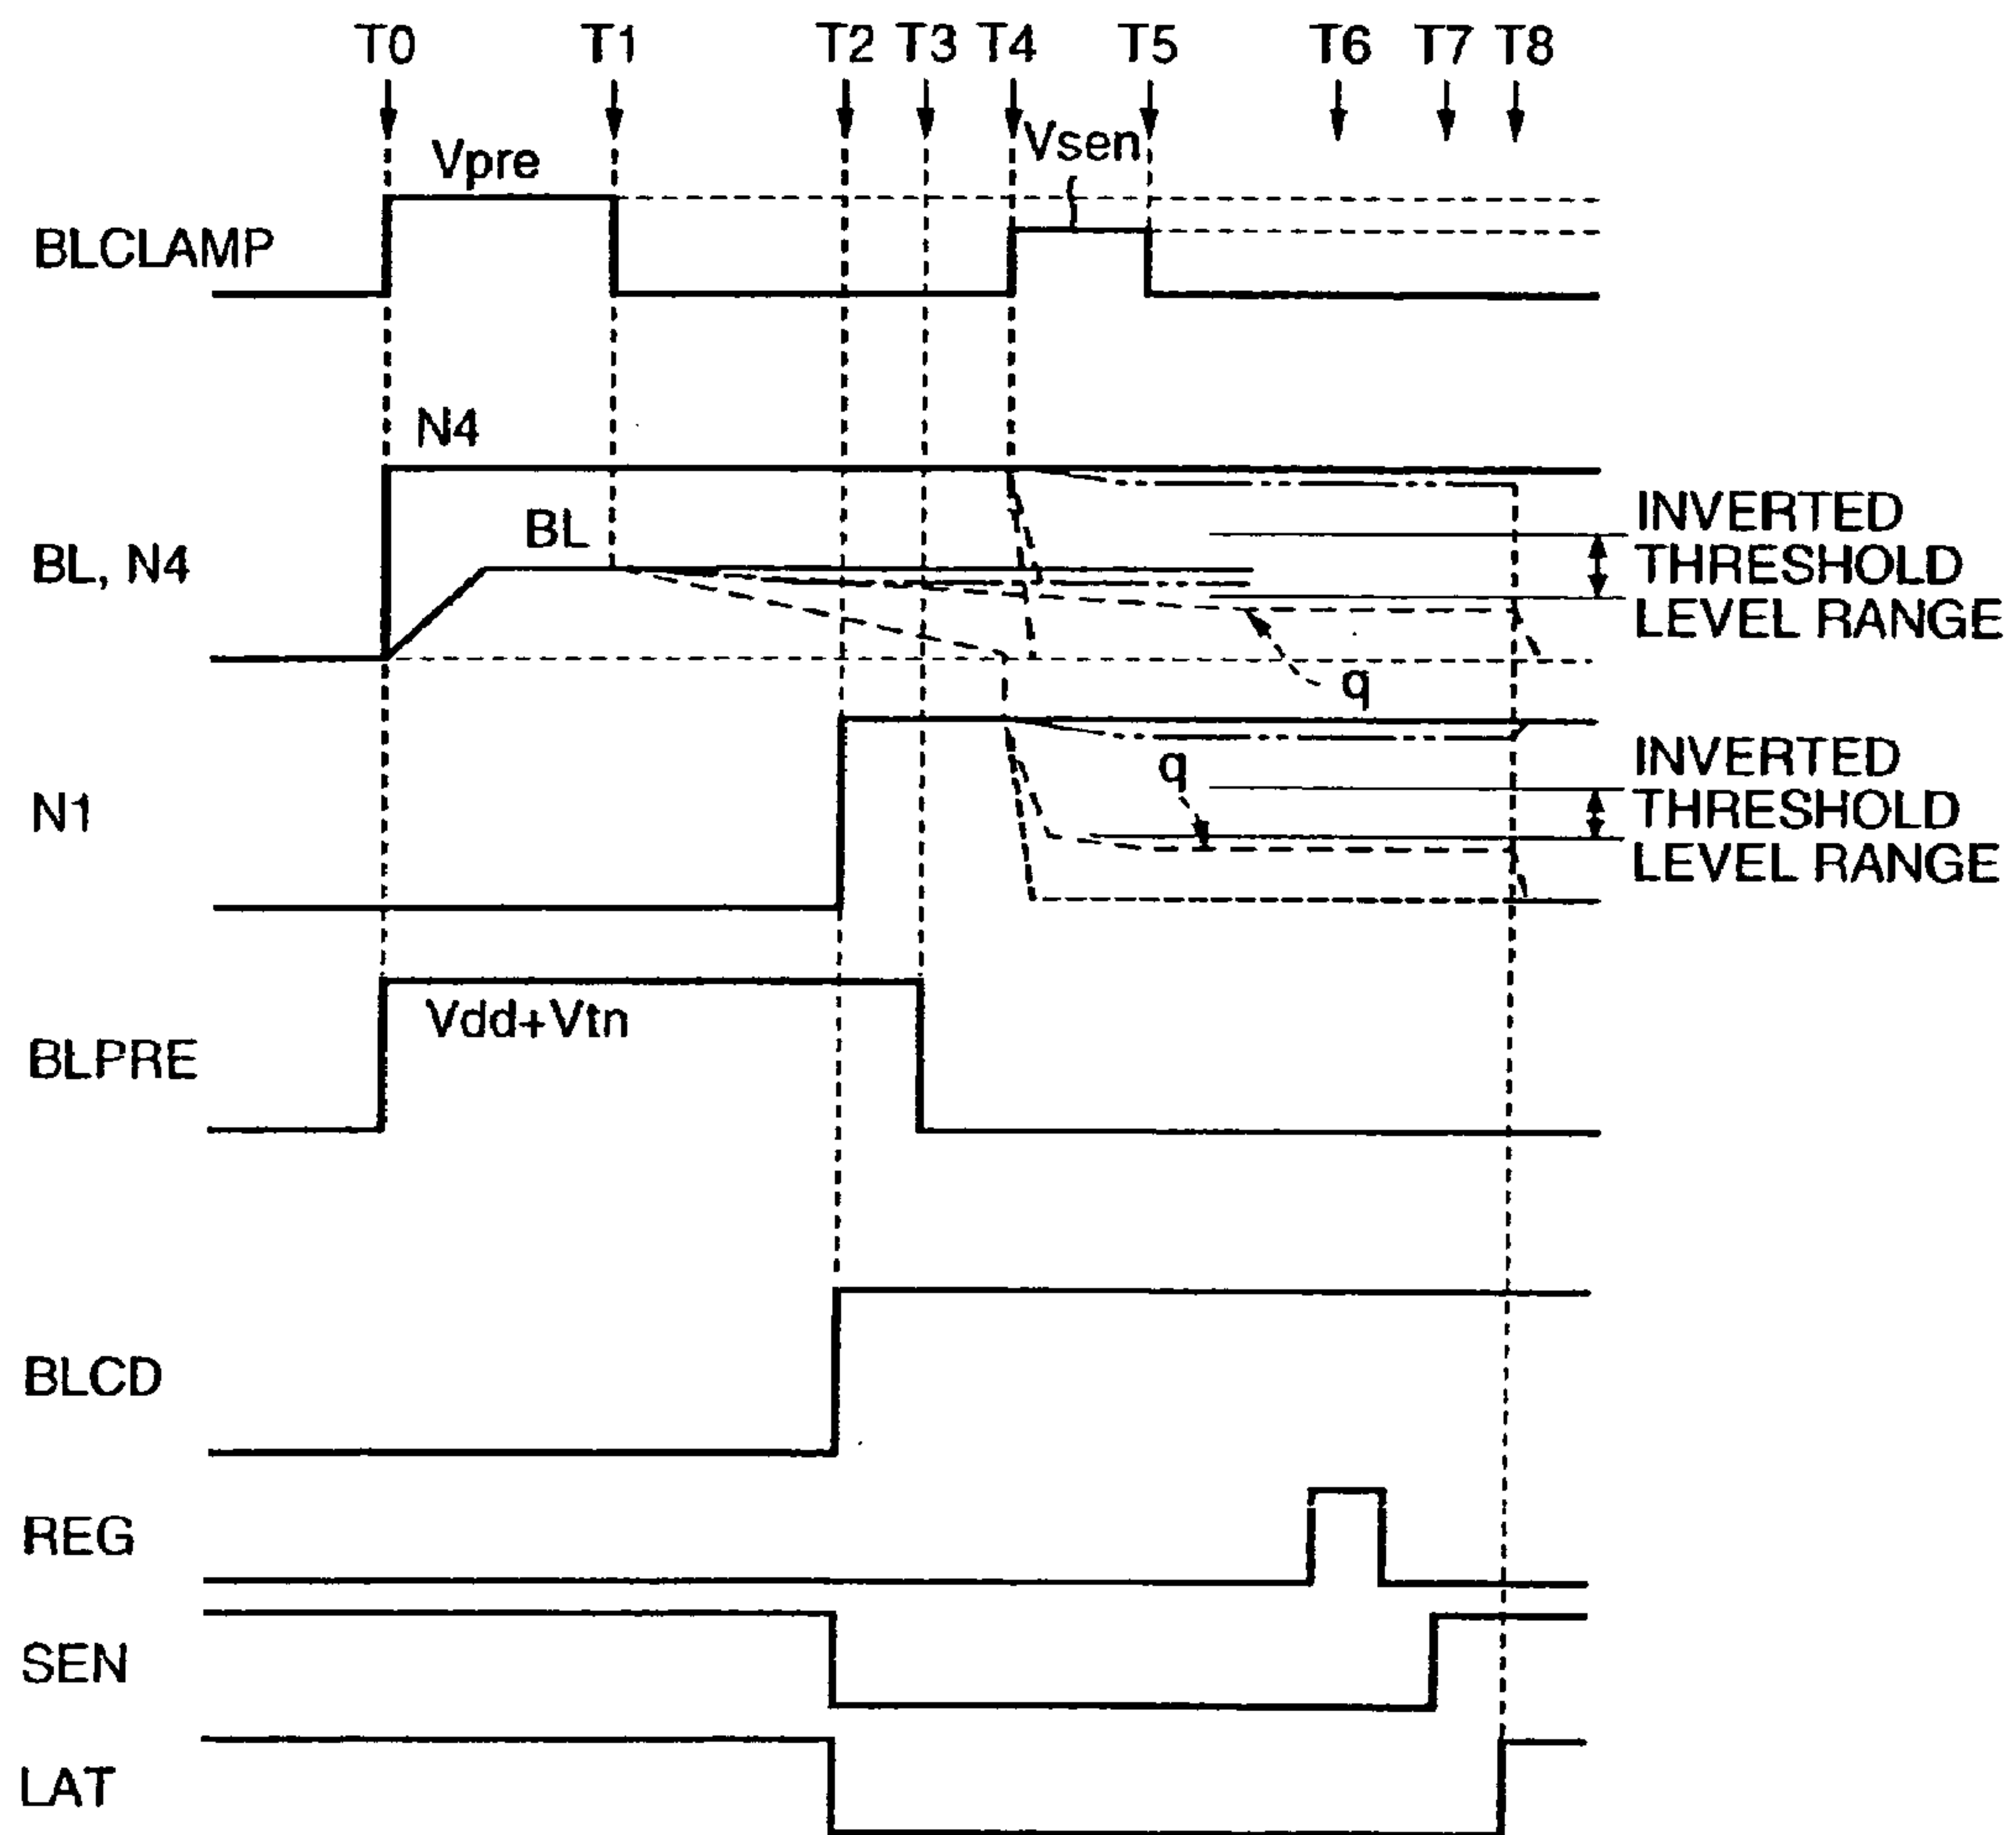 T0 T1 T2 T3 T4 T5 T6 T7 T8
Vpre
Vsen
BLCLAMP
N4
BL
BL, N4
INVERTED
THRESHOLD
LEVEL RANGE
q
N1
q
INVERTED
THRESHOLD
LEVEL RANGE
Vdd+Vtn
BLPRE
BLCD
REG
SEN
LAT